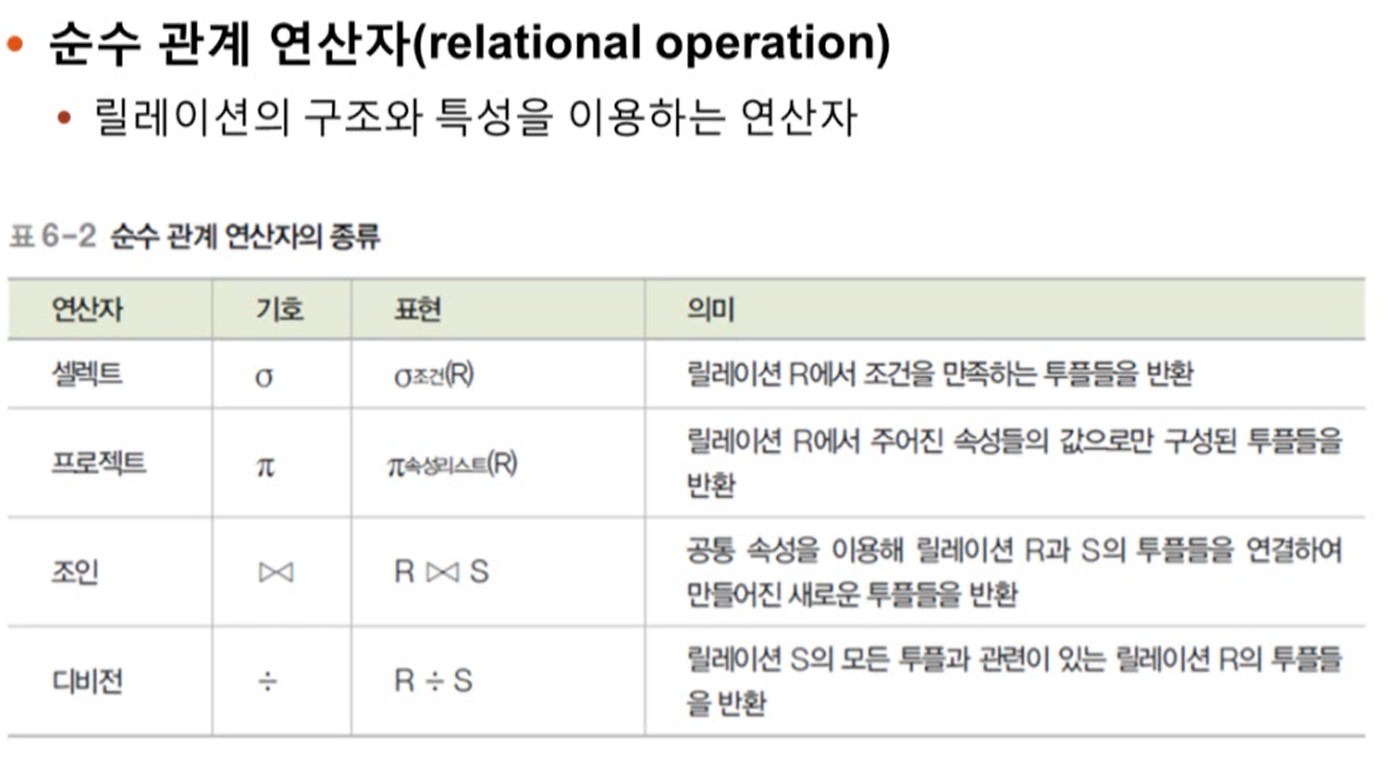 • 순수 관계 연산자(relational operation)
• 릴레이션의 구조와 특성을 이용하는 연산자
표 6-2 순수 관계 연산자의 종류
연산자 기호 표현 의미
셀렉트 σ σ조건(R) 릴레이션 R에서 조건을 만족하는 투플들을 반환
프로젝트 π π속성리스트(R) 릴레이션 R에서 주어진 속성들의 값으로만 구성된 투플들을
반환
조인 ⋈ R ⋈ S 공통 속성을 이용해 릴레이션 R과 S의 투플들을 연결하여
만들어진 새로운 투플들을 반환
디비전 ÷ R ÷ S 릴레이션 S의 모든 투플과 관련이 있는 릴레이션 R의 투플들
을 반환